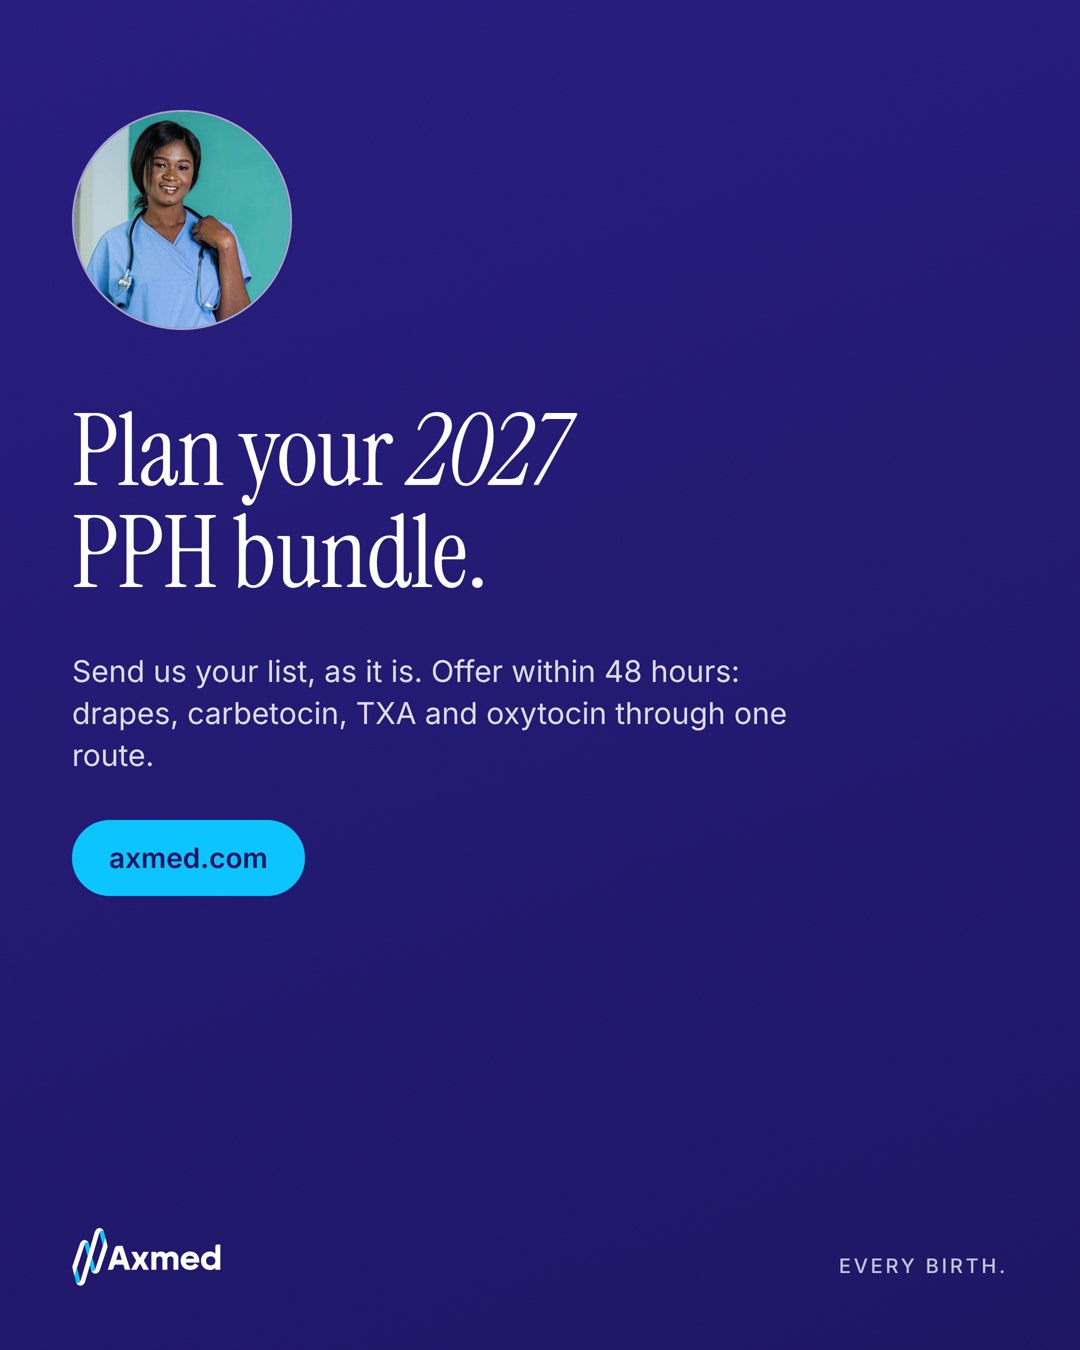 Plan your 2027
PPH bundle.
Send us your list, as it is. Offer within 48 hours:
drapes, carbetocin, TXA and oxytocin through one
route.
axmed.com
Axmed
EVERY BIRTH.